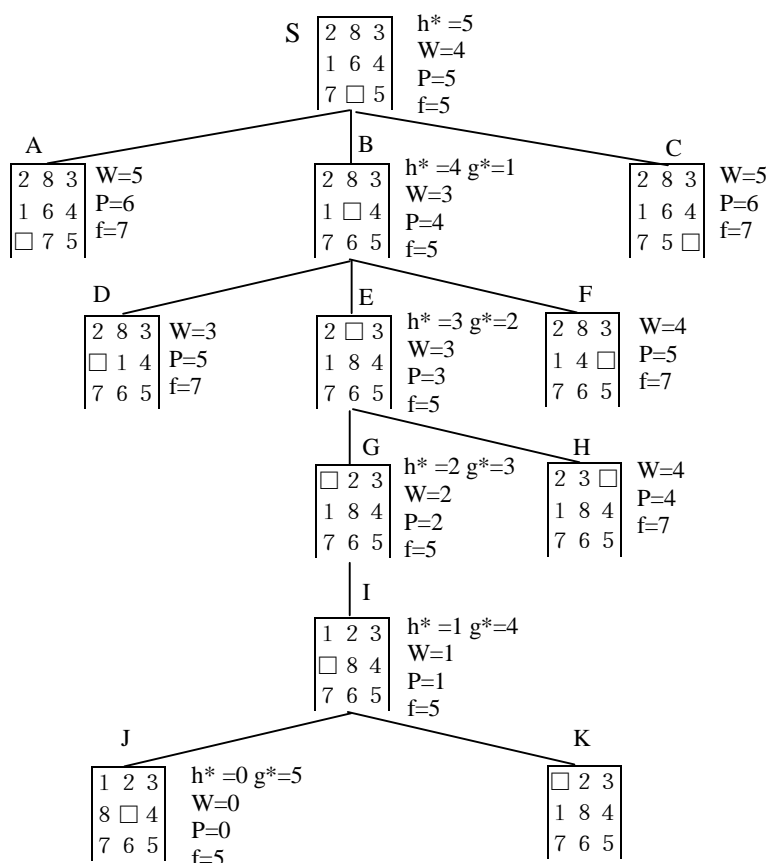 S
2 8 3
1 6 4
7 □ 5
h* =5
W=4
P=5
f=5
A
2 8 3
1 6 4
□ 7 5
W=5
P=6
f=7
B
2 8 3
1 □ 4
7 6 5
h* =4 g*=1
W=3
P=4
f=5
C
2 8 3
1 6 4
7 5 □
W=5
P=6
f=7
D
2 8 3
□ 1 4
7 6 5
W=3
P=5
f=7
E
2 □ 3
1 8 4
7 6 5
h* =3 g*=2
W=3
P=3
f=5
F
2 8 3
1 4 □
7 6 5
W=4
P=5
f=7
G
□ 2 3
1 8 4
7 6 5
h* =2 g*=3
W=2
P=2
f=5
H
2 3 □
1 8 4
7 6 5
W=4
P=4
f=7
I
1 2 3
□ 8 4
7 6 5
h* =1 g*=4
W=1
P=1
f=5
J
1 2 3
8 □ 4
7 6 5
h* =0 g*=5
W=0
P=0
f=5
K
□ 2 3
1 8 4
7 6 5